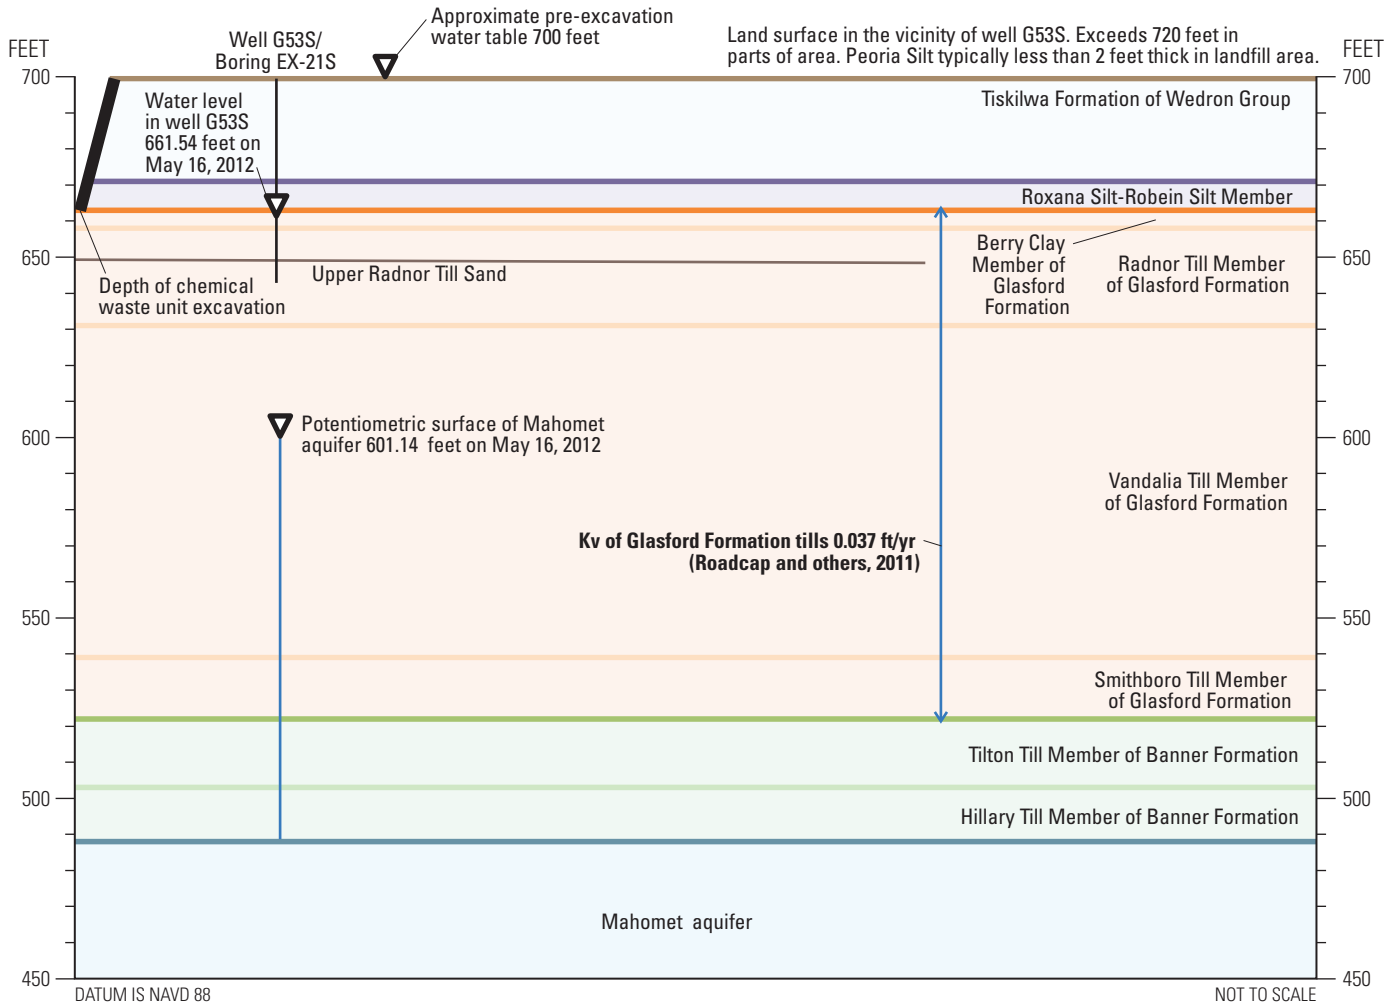 Approximate pre-excavation
water table 700 feet
Land surface in the vicinity of well G53S. Exceeds 720 feet in
parts of area. Peoria Silt typically less than 2 feet thick in landfill area.
FEET
FEET
Well G53S/
Boring EX-21S
700
700
Tiskilwa Formation of Wedron Group
Water level
in well G53S
661.54 feet on
May 16, 2012
Roxana Silt-Robein Silt Member
Berry Clay
Member of
Glasford
Formation
Radnor Till Member
of Glasford Formation
650
650
Upper Radnor Till Sand
Depth of chemical
waste unit excavation
Potentiometric surface of Mahomet
aquifer 601.14 feet on May 16, 2012
600
600
Vandalia Till Member
of Glasford Formation
Kv of Glasford Formation tills 0.037 ft/yr
(Roadcap and others, 2011)
550
550
Smithboro Till Member
of Glasford Formation
Tilton Till Member of Banner Formation
500
500
Hillary Till Member of Banner Formation
Mahomet aquifer
450
450
DATUM IS NAVD 88
NOT TO SCALE